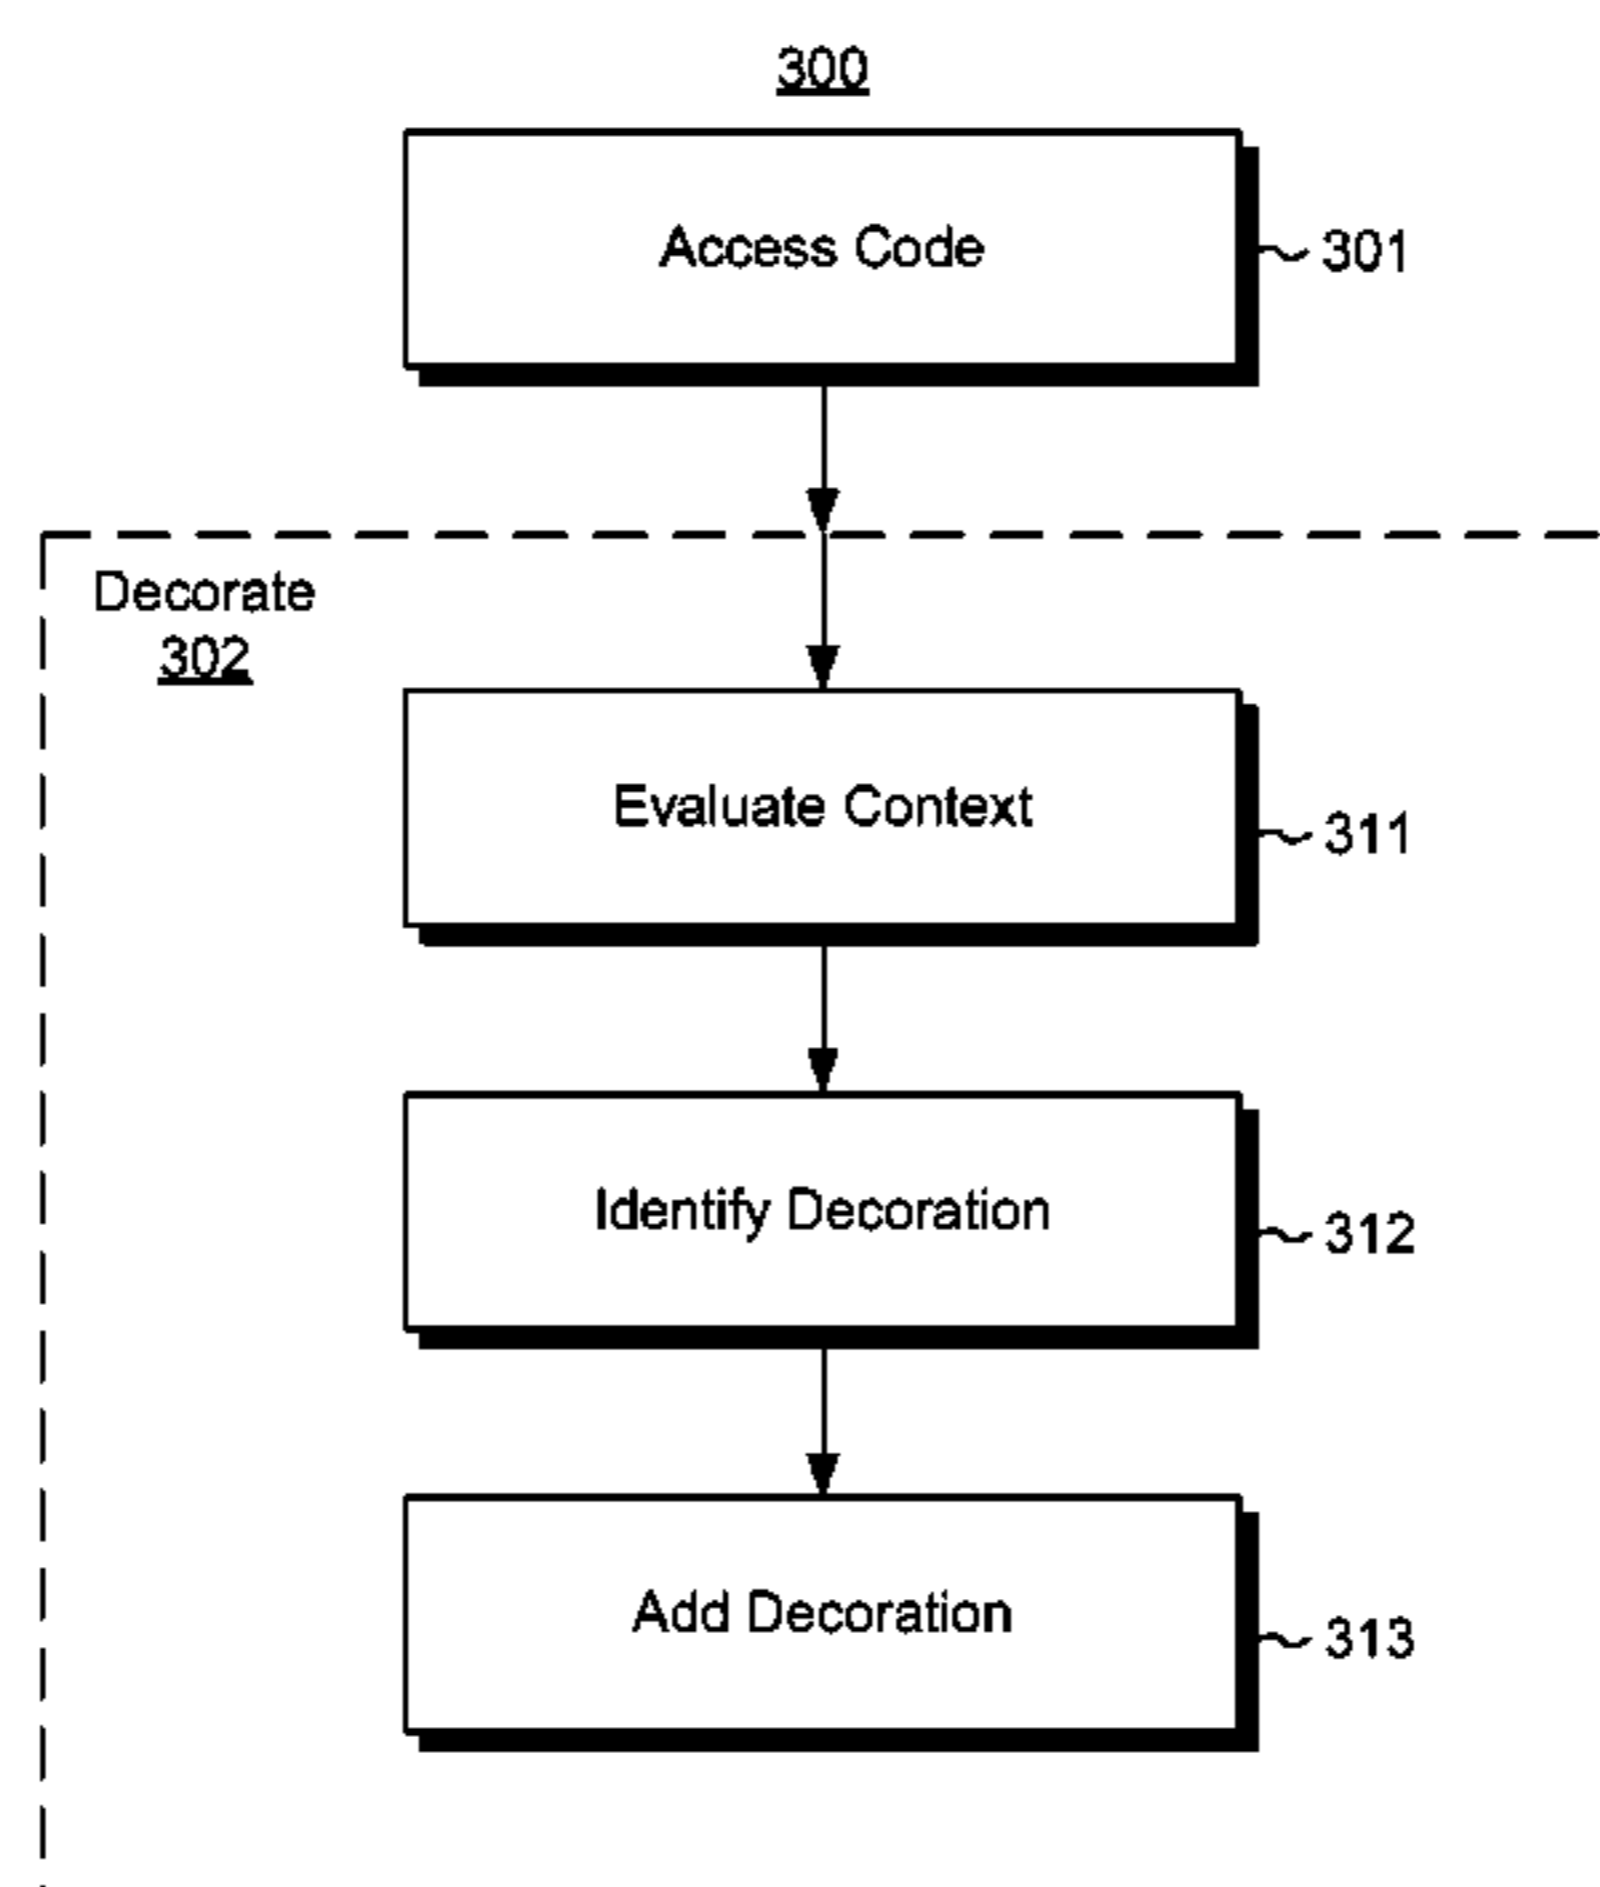 300
Access Code
301
Decorate
302
Evaluate Context
311
Identify Decoration
312
Add Decoration
313